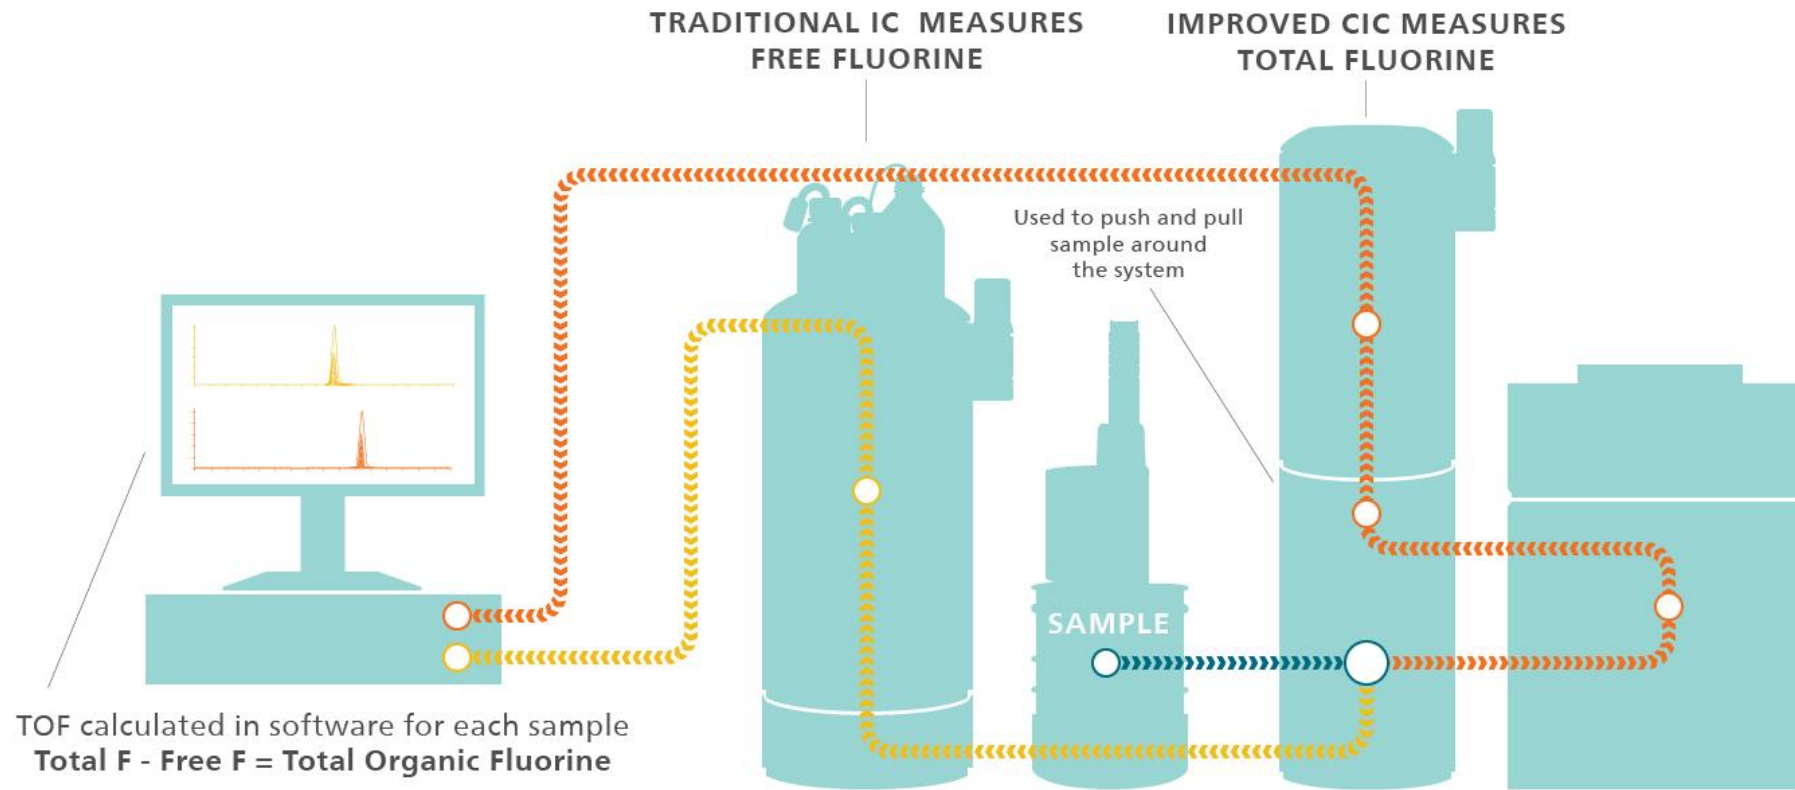 TRADITIONAL IC MEASURES
FREE FLUORINE
IMPROVED CIC MEASURES
TOTAL FLUORINE
Used to push and pull
sample around
the system
SAMPLE
TOF calculated in software for each sample
Total F - Free F = Total Organic Fluorine